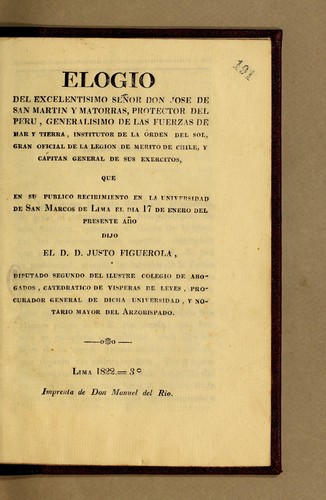 191
ELOGIO
DEL EXCELENTISIMO SEÑOR DON JOSE DE
SAN MARTIN Y MATORRAS, PROTECTOR DEL
PERU, GENERALISIMO DE LAS FUERZAS DE
MAR Y TIERRA, INSTITUTOR DE LA ÓRDEN DEL SOL,
GRAN OFICIAL DE LA LEGION DE MERITO DE CHILE, Y
CAPITAN GENERAL DE SUS EXERCITOS,
QUE
EN SU PUBLICO RECIBIMIENTO EN LA UNIVERSIDAD
DE SAN MARCOS DE LIMA EL DIA 17 DE ENERO DEL
PRESENTE AÑO
DIJO
EL D. D. JUSTO FIGUEROLA,
DIPUTADO SEGUNDO DEL ILUSTRE COLEGIO DE ABO-
GADOS, CATEDRATICO DE VISPERAS DE LEYES, PRO-
CURADOR GENERAL DE DICHA UNIVERSIDAD, Y NO-
TARIO MAYOR DEL ARZOBISPADO.
LIMA 1822.=3º
Imprenta de Don Manuel del Rio.